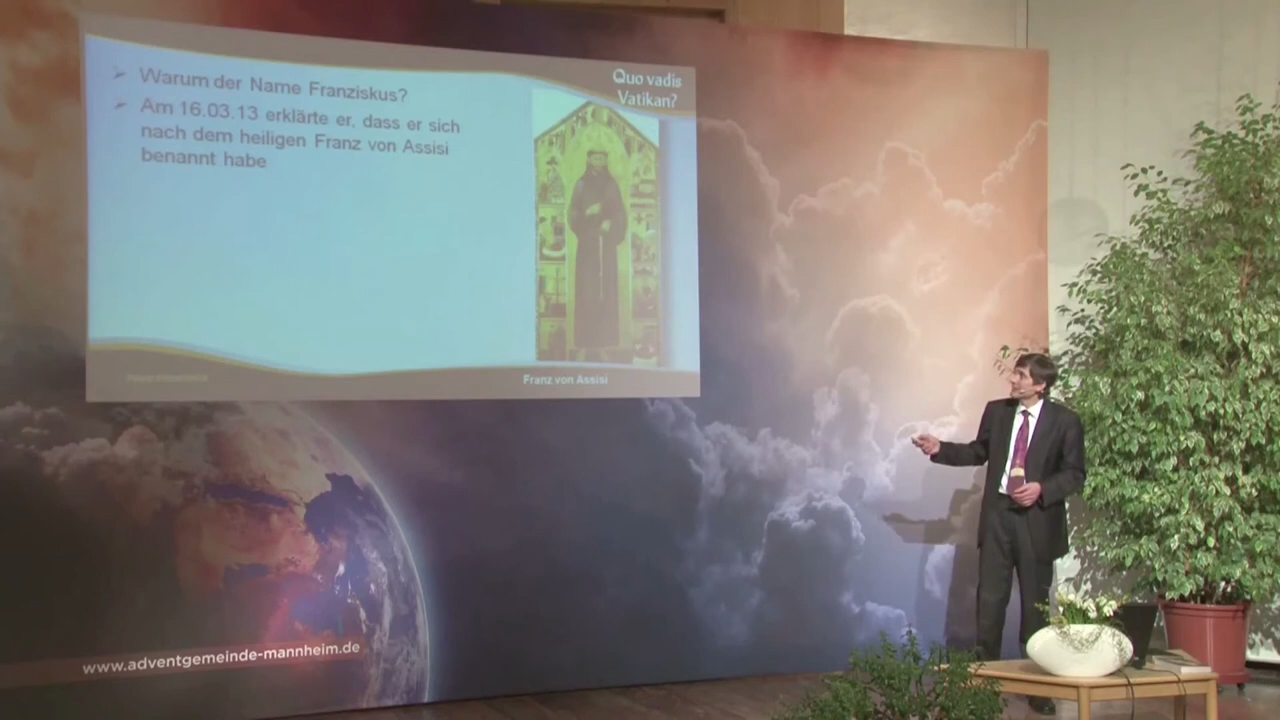 Quo vadis
Vatikan?
➢ Warum der Name Franziskus?
➢ Am 16.03.13 erklärte er, dass er sich
nach dem heiligen Franz von Assisi
benannt habe
Franz von Assisi
www.adventgemeinde-mannheim.de